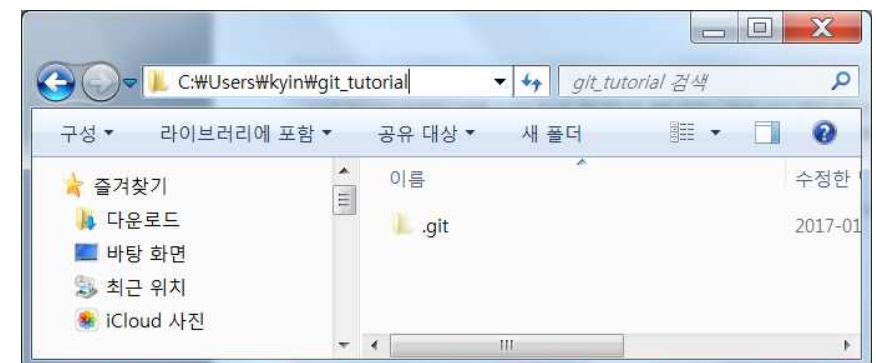 C:₩Users₩kyin₩git_tutorial git_tutorial 검색
구성 라이브러리에 포함 공유 대상 새 폴더
즐겨찾기
다운로드
바탕 화면
최근 위치
iCloud 사진
이름 수정한
.git 2017-01